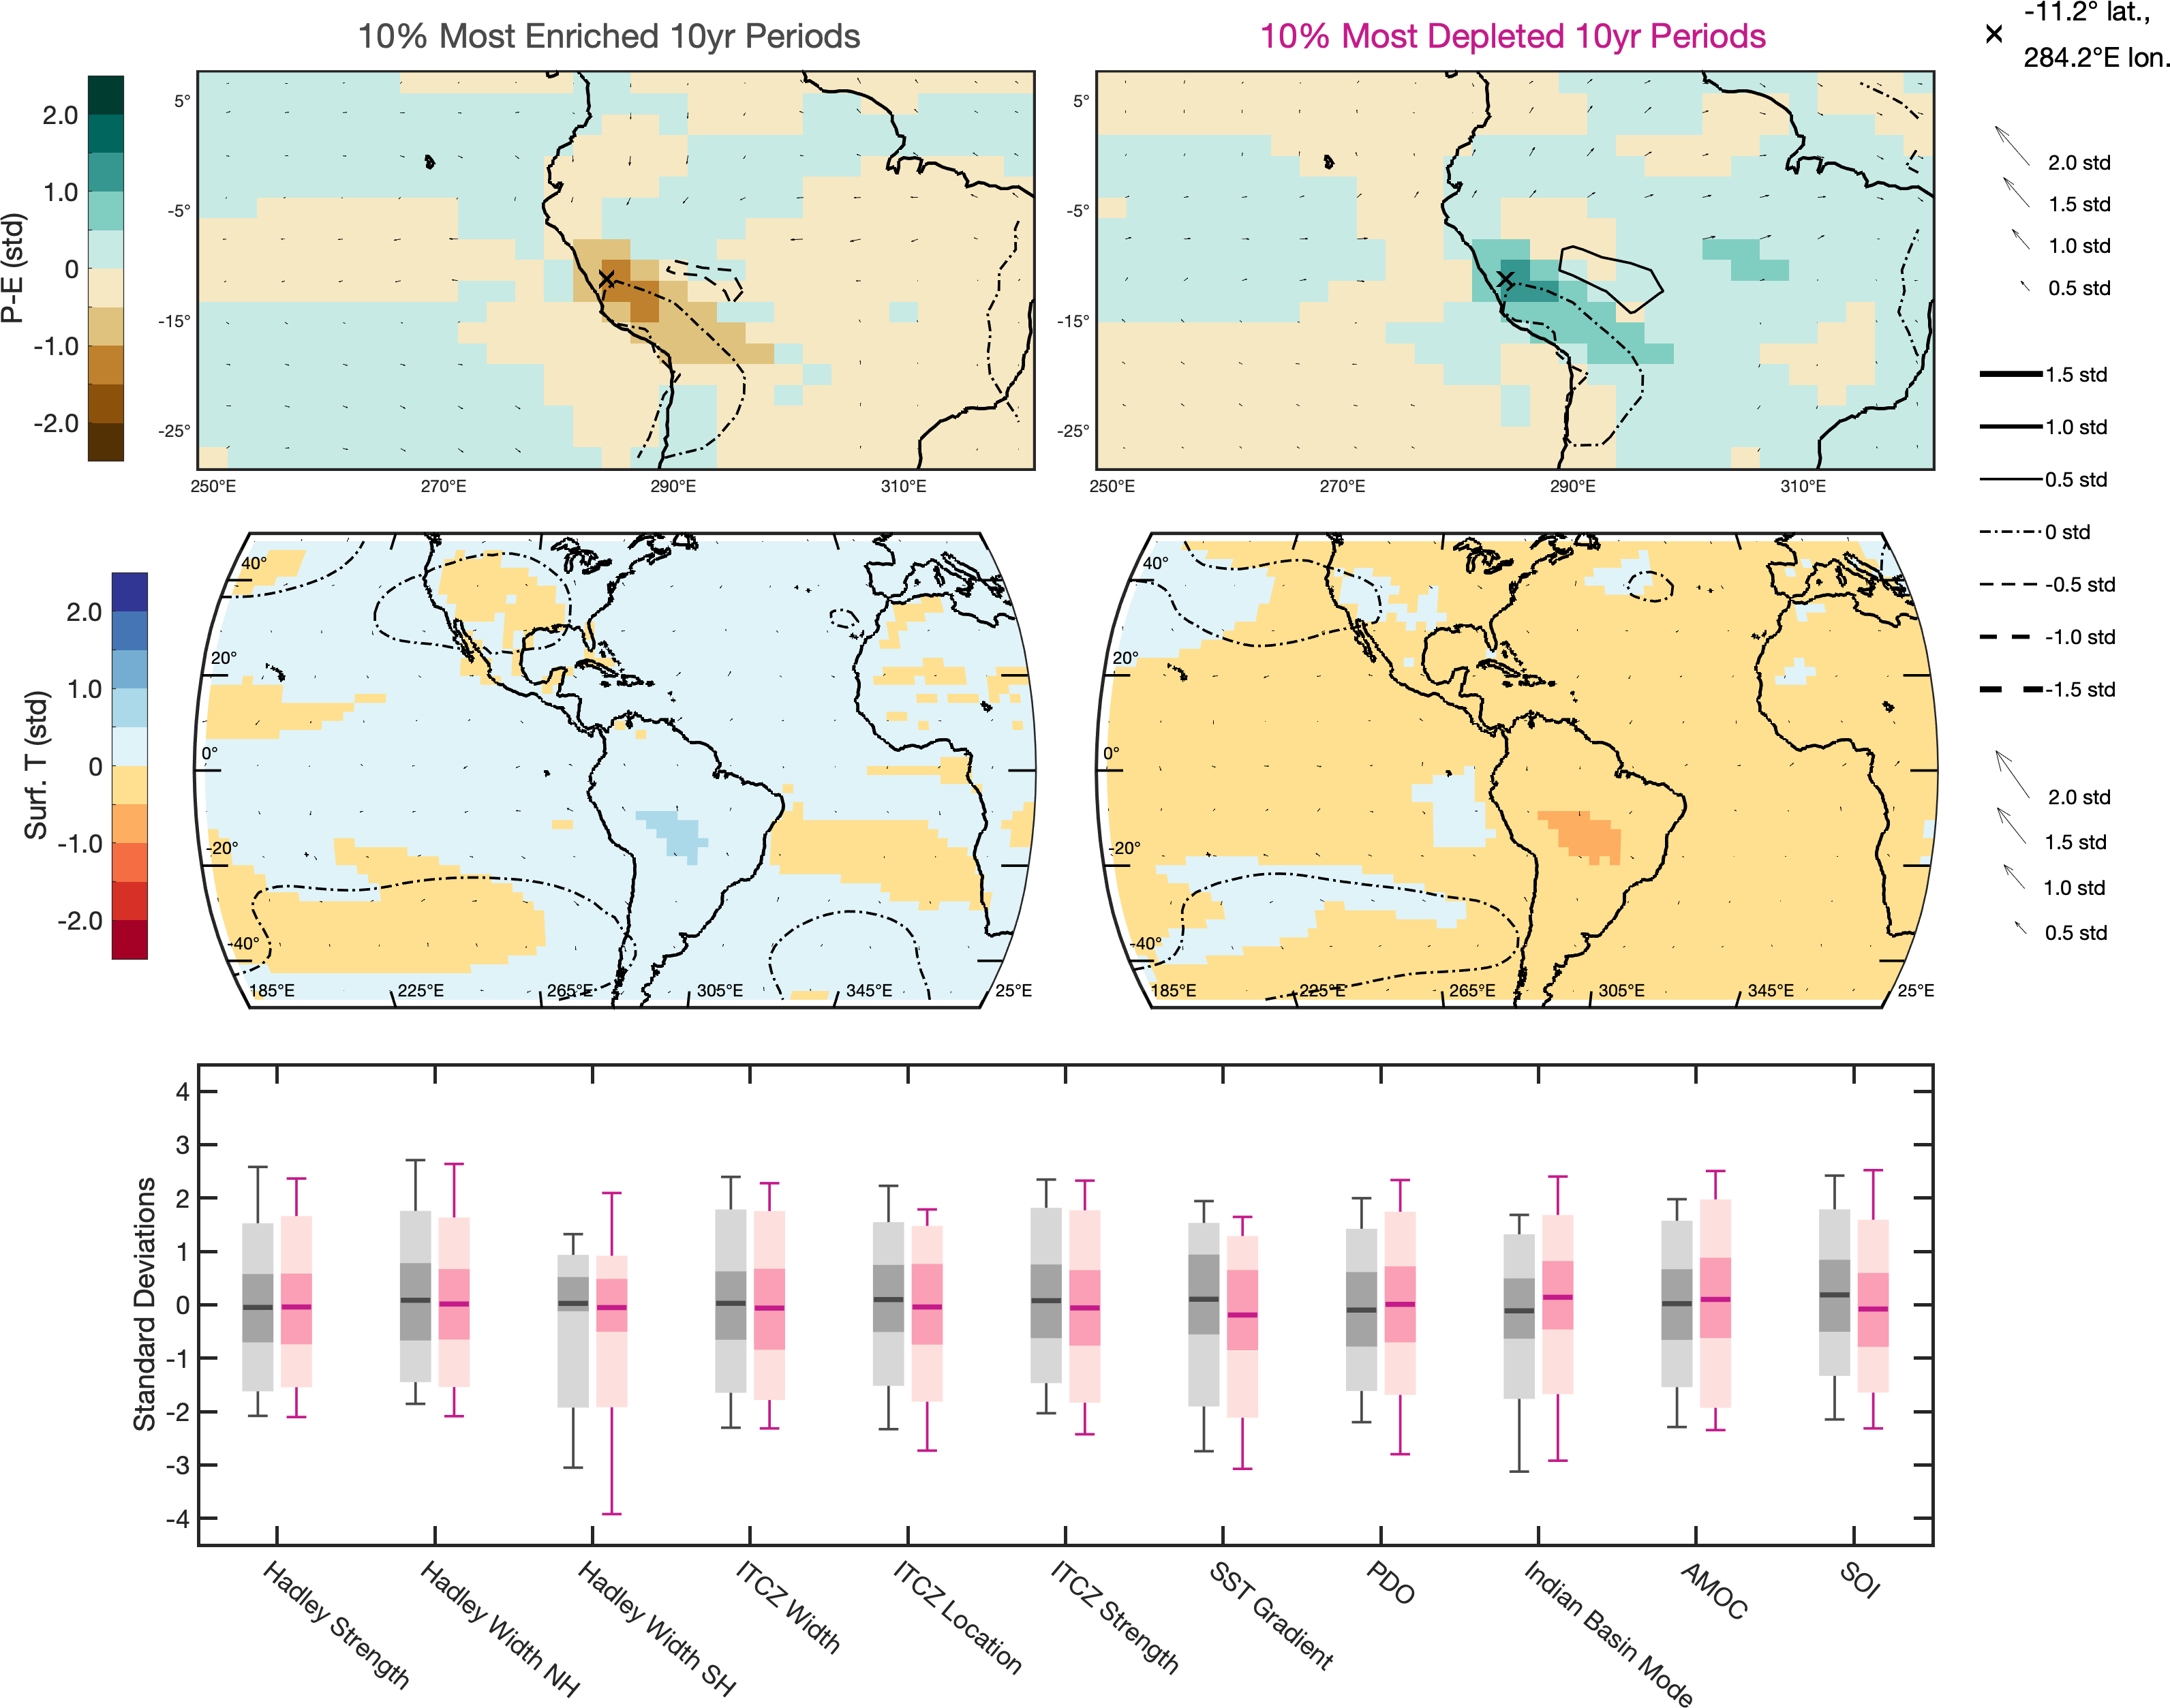 10% Most Enriched 10yr Periods
10% Most Depleted 10yr Periods
-11.2° lat.,
284.2°E lon.
P-E (std)
2.0
1.0
0
-1.0
-2.0
5°
-5°
-15°
-25°
250°E
270°E
290°E
310°E
5°
-5°
-15°
-25°
250°E
270°E
290°E
310°E
2.0 std
1.5 std
1.0 std
0.5 std
1.5 std
1.0 std
0.5 std
0 std
-0.5 std
-1.0 std
-1.5 std
Surf. T (std)
2.0
1.0
0
-1.0
-2.0
40°
20°
0°
-20°
-40°
185°E
225°E
265°E
305°E
345°E
25°E
40°
20°
0°
-20°
-40°
185°E
225°E
265°E
305°E
345°E
25°E
2.0 std
1.5 std
1.0 std
0.5 std
Standard Deviations
4
3
2
1
0
-1
-2
-3
-4
Hadley Strength
Hadley Width NH
Hadley Width SH
ITCZ Width
ITCZ Location
ITCZ Strength
SST Gradient
PDO
Indian Basin Mode
AMOC
SOI